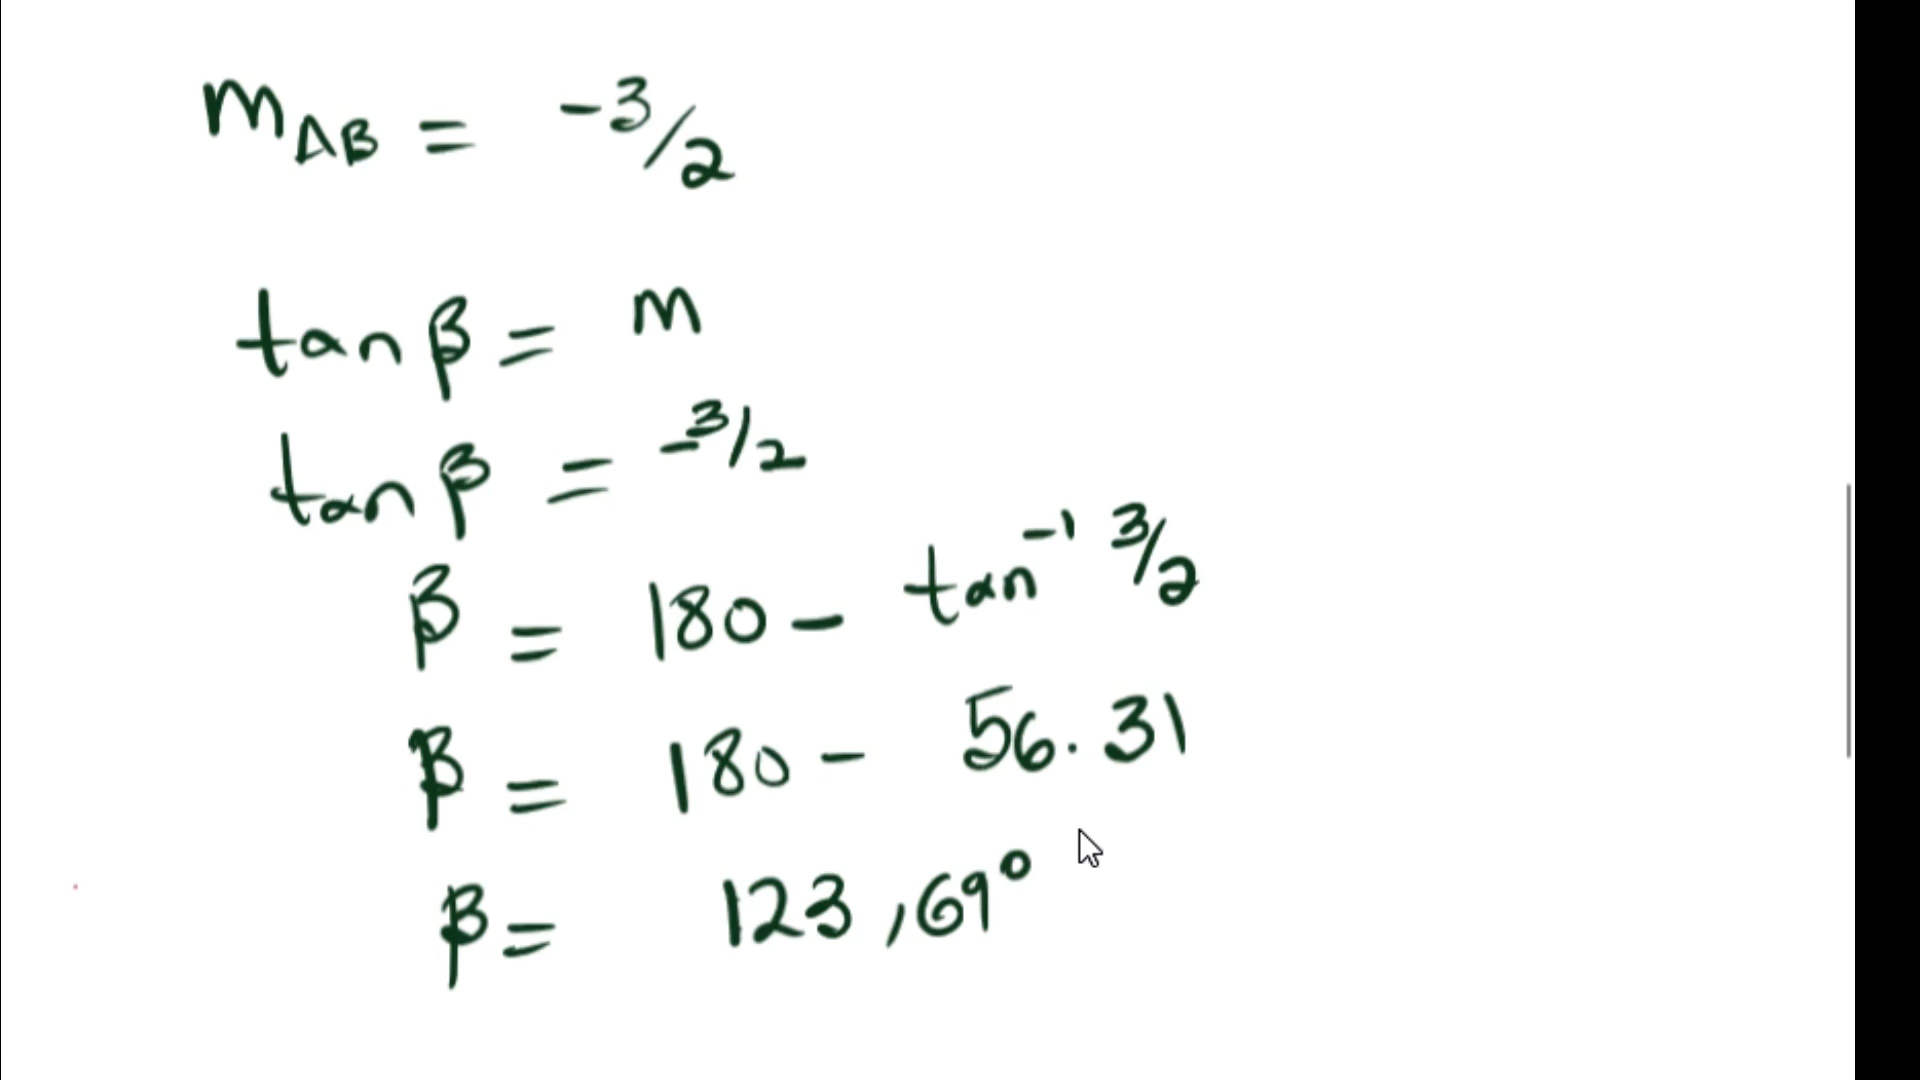 m_AB = -3/2
tan β = m
tan β = -3/2
β = 180 - tan⁻¹ 3/2
β = 180 - 56.31
β = 123,69°